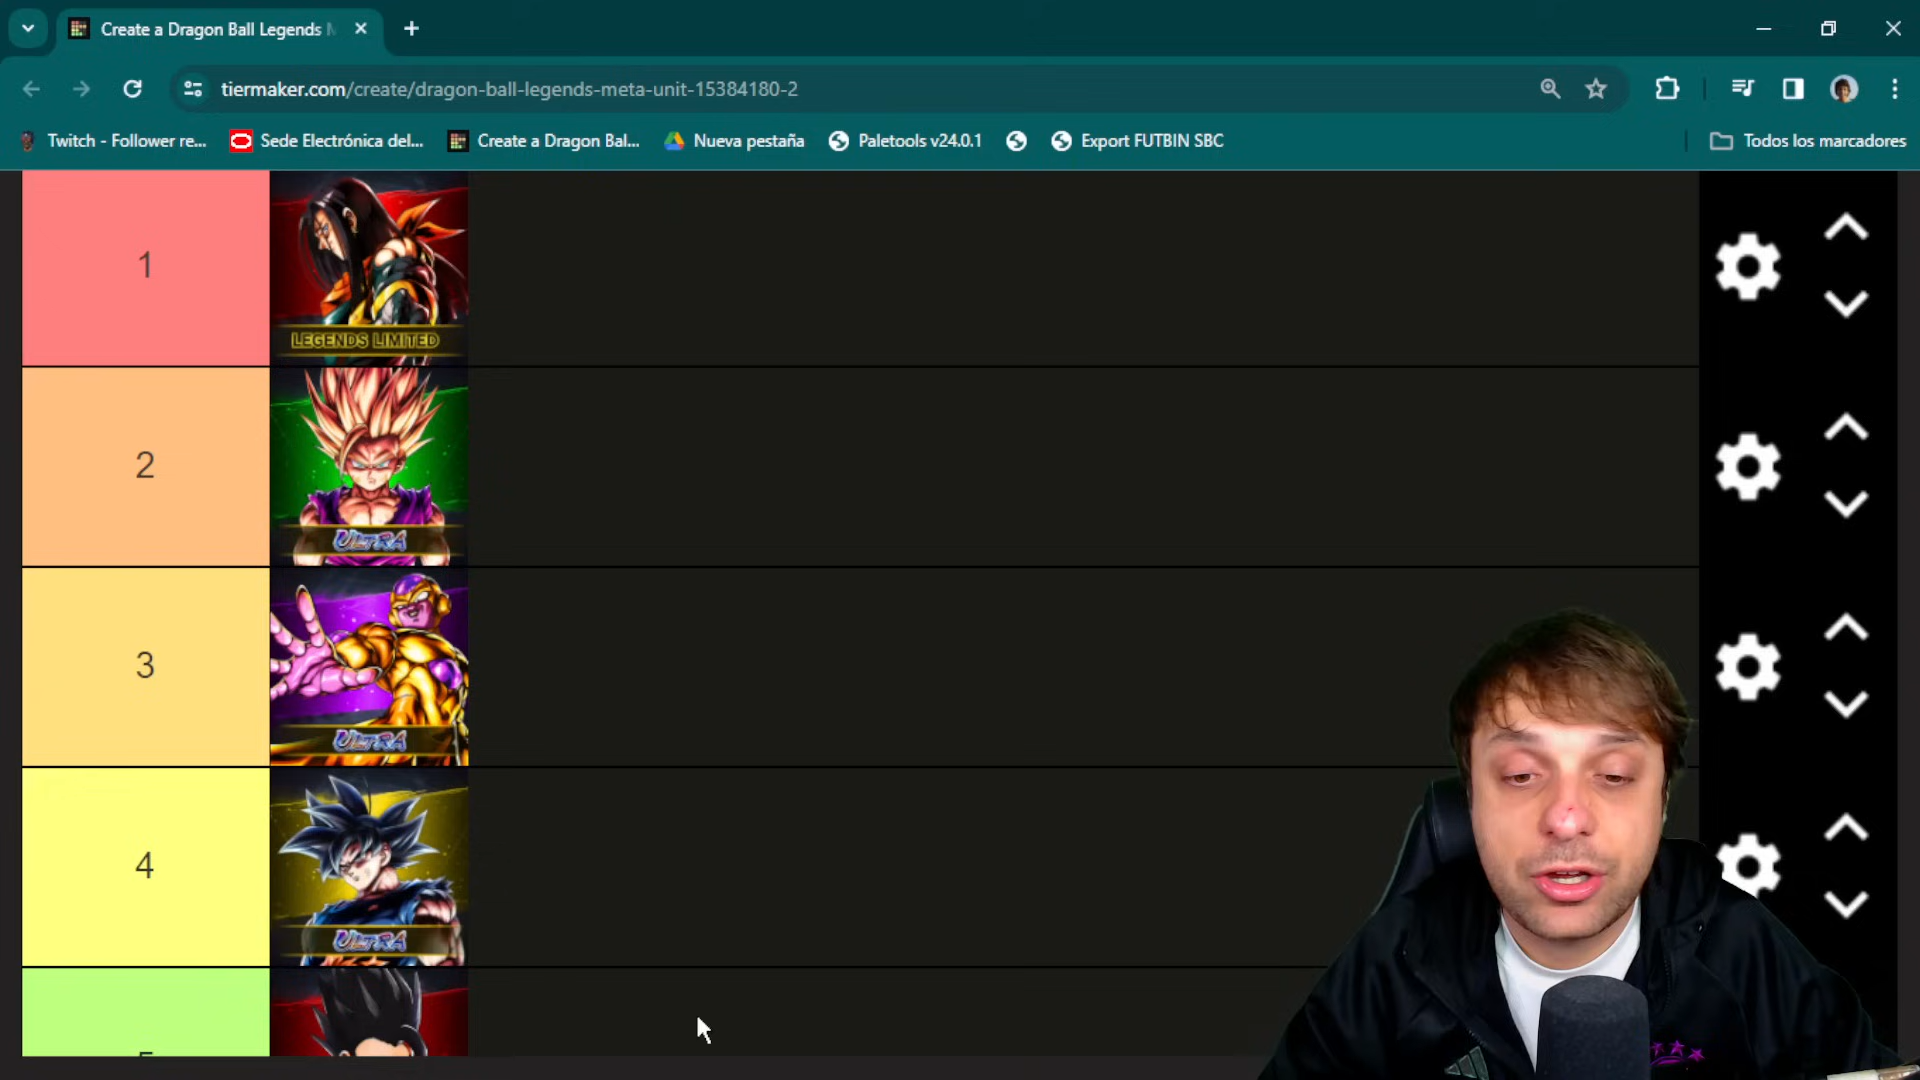 Create a Dragon Ball Legends
tiermaker.com/create/dragon-ball-legends-meta-unit-15384180-2
Twitch - Follower re...
Sede Electrónica del...
Create a Dragon Bal...
Nueva pestaña
Paletools v24.0.1
Export FUTBIN SBC
Todos los marcadores
1
LEGENDS LIMITED
2
ULTRA
3
ULTRA
4
ULTRA